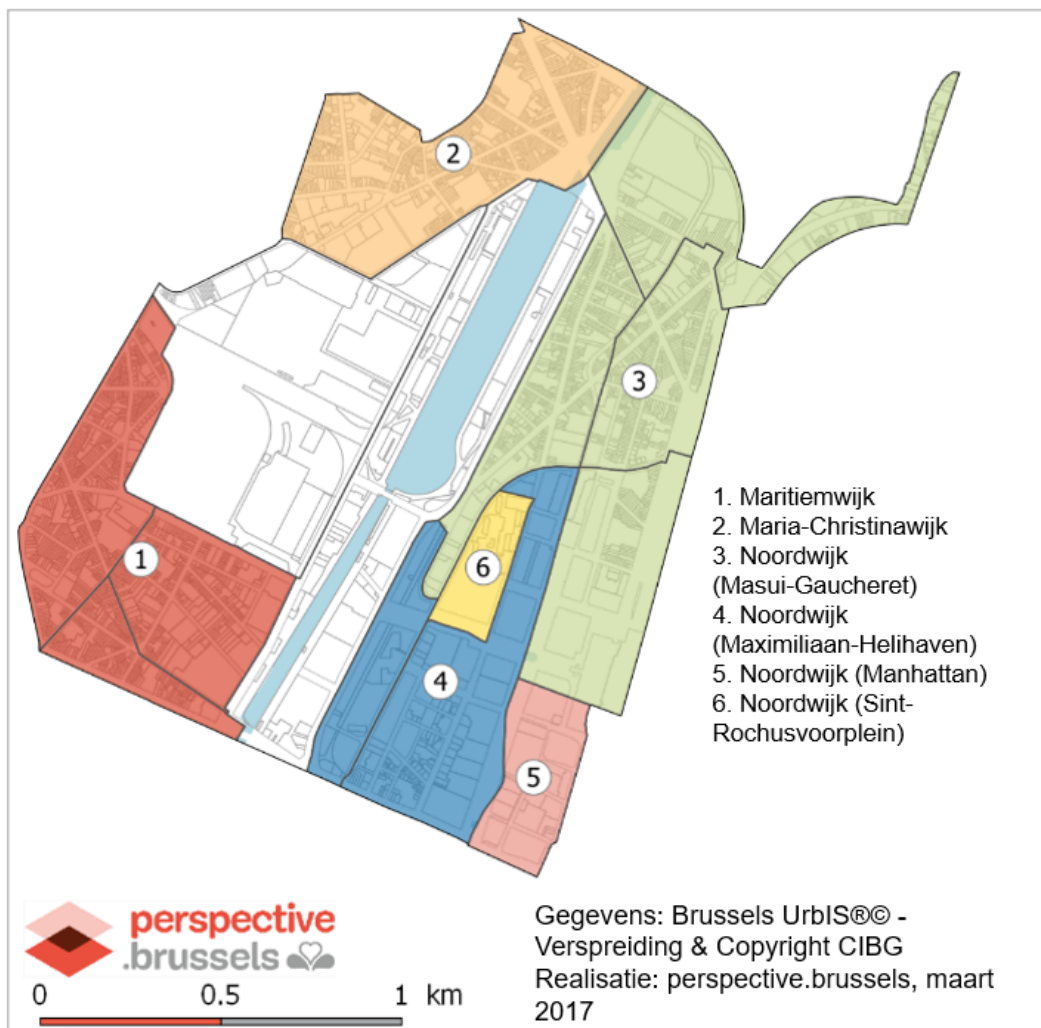 2
3
1. Maritiemwijk
2. Maria-Christinawijk
3. Noordwijk
(Masui-Gaucheret)
4. Noordwijk
(Maximiliaan-Helihaven)
5. Noordwijk (Manhattan)
6. Noordwijk (Sint-
Rochusvoorplein)
1
6
4
5
perspective
.brussels
0 0.5 1 km
Gegevens: Brussels UrbIS®© -
Verspreiding & Copyright CIBG
Realisatie: perspective.brussels, maart
2017